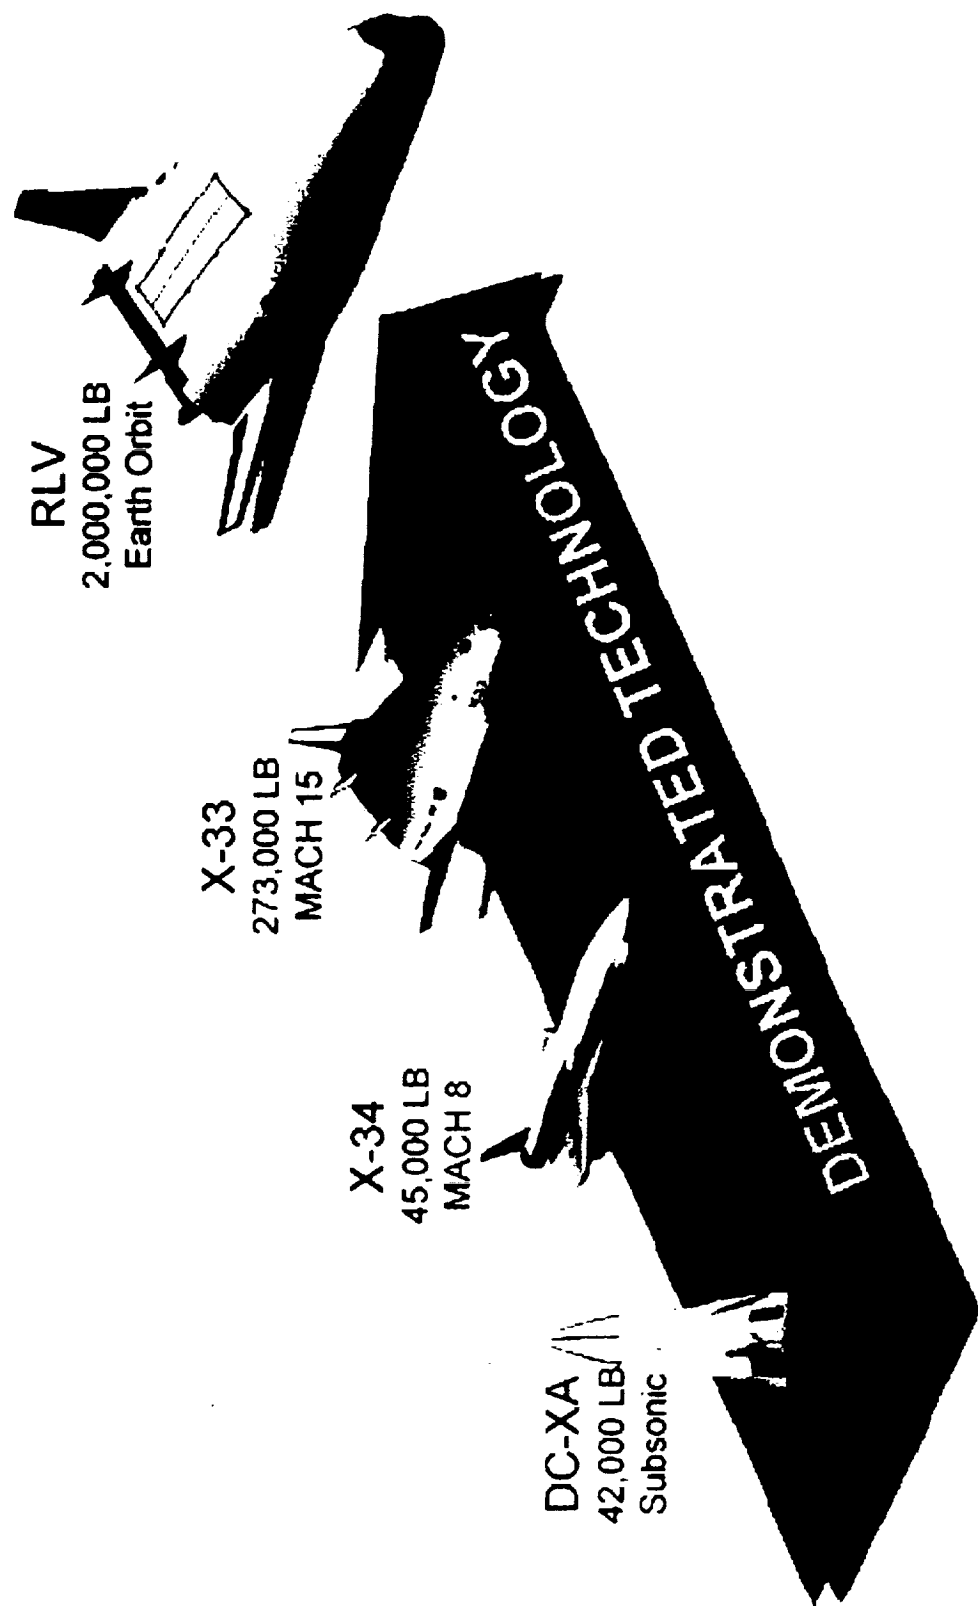 DC-XA
42,000 LB
Subsonic
X-34
45,000 LB
MACH 8
X-33
273,000 LB
MACH 15
RLV
2,000,000 LB
Earth Orbit
DEMONSTRATED TECHNOLOGY